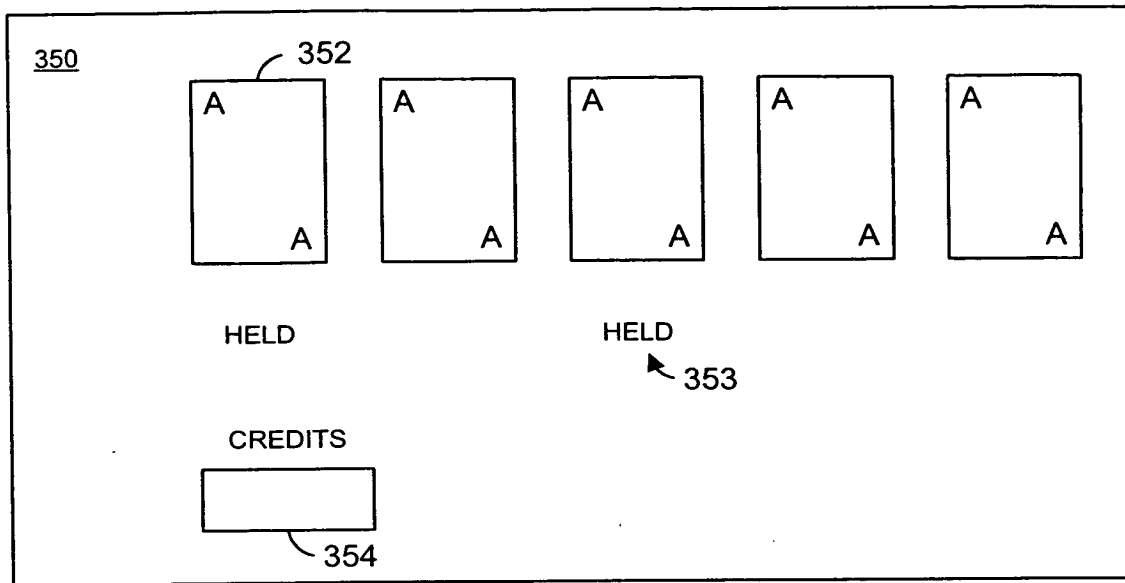 350
352
A A A A A
A A A A A
HELD HELD
353
CREDITS
354